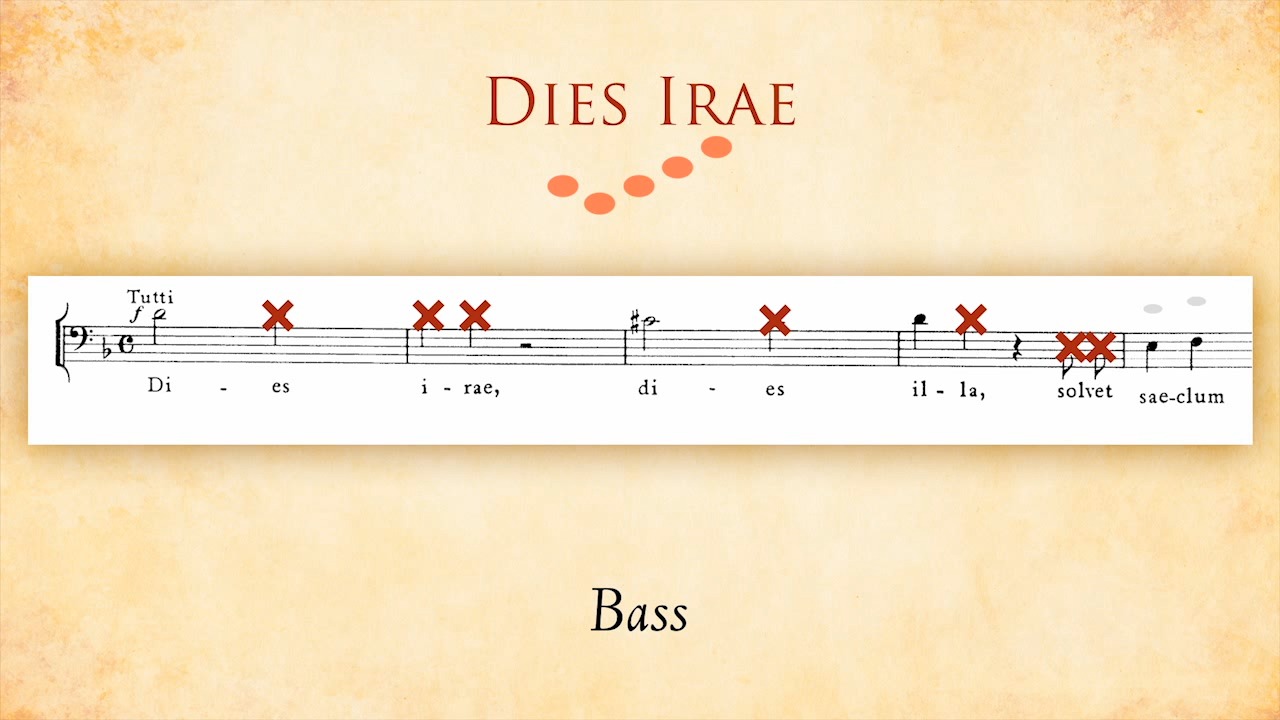 DIES IRAE
Tutti
f
Di - es i - rae, di - es il - la, solvet sae-clum
Bass